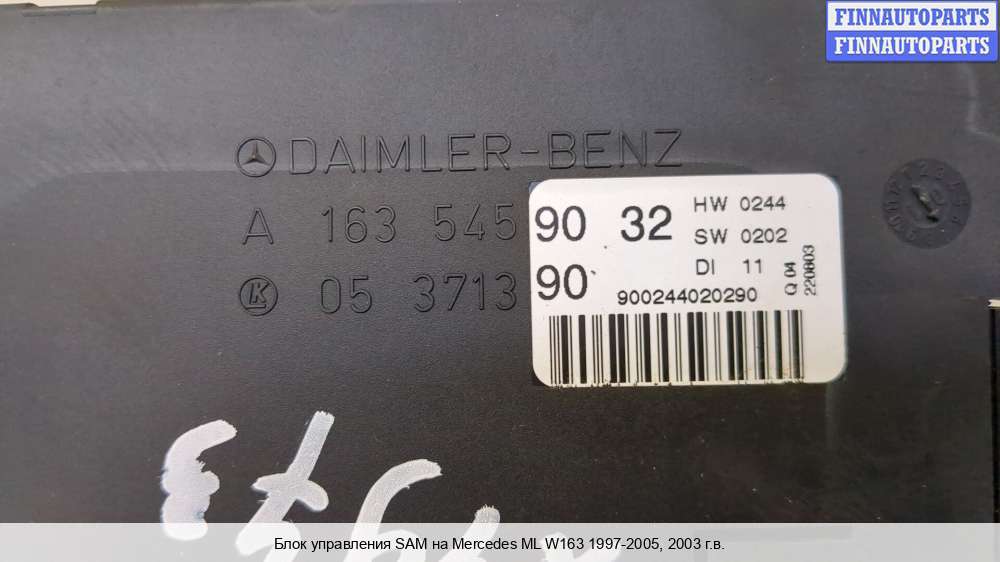 FINNAUTOPARTS
FINNAUTOPARTS
DAIMLER-BENZ
A 163 545 90 32
LK 05 3713 90
HW 0244
SW 0202
DI 11
900244020290
Q 04
220803
Блок управления SAM на Mercedes ML W163 1997-2005, 2003 г.в.